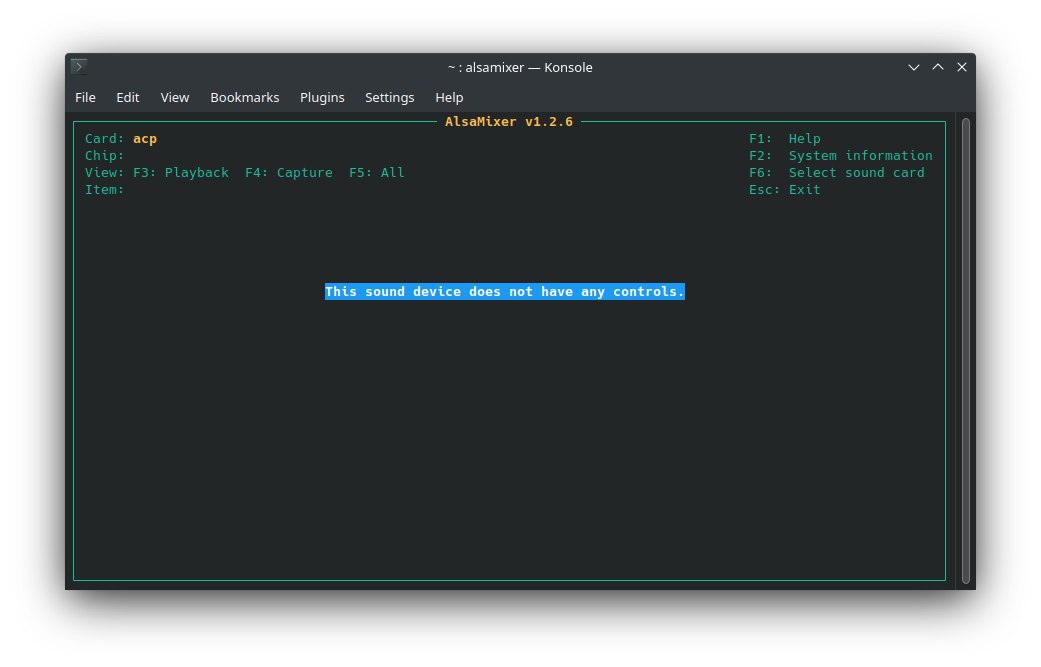 ~ : alsamixer — Konsole
File Edit View Bookmarks Plugins Settings Help
AlsaMixer v1.2.6
Card: acp F1: Help
Chip: F2: System information
View: F3: Playback F4: Capture F5: All F6: Select sound card
Item: Esc: Exit
This sound device does not have any controls.